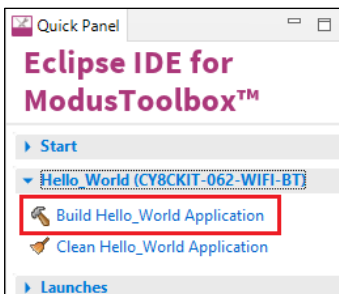 Quick Panel
Eclipse IDE for
ModusToolbox™
Start
Hello_World (CY8CKIT-062-WIFI-BT)
Build Hello_World Application
Clean Hello_World Application
Launches